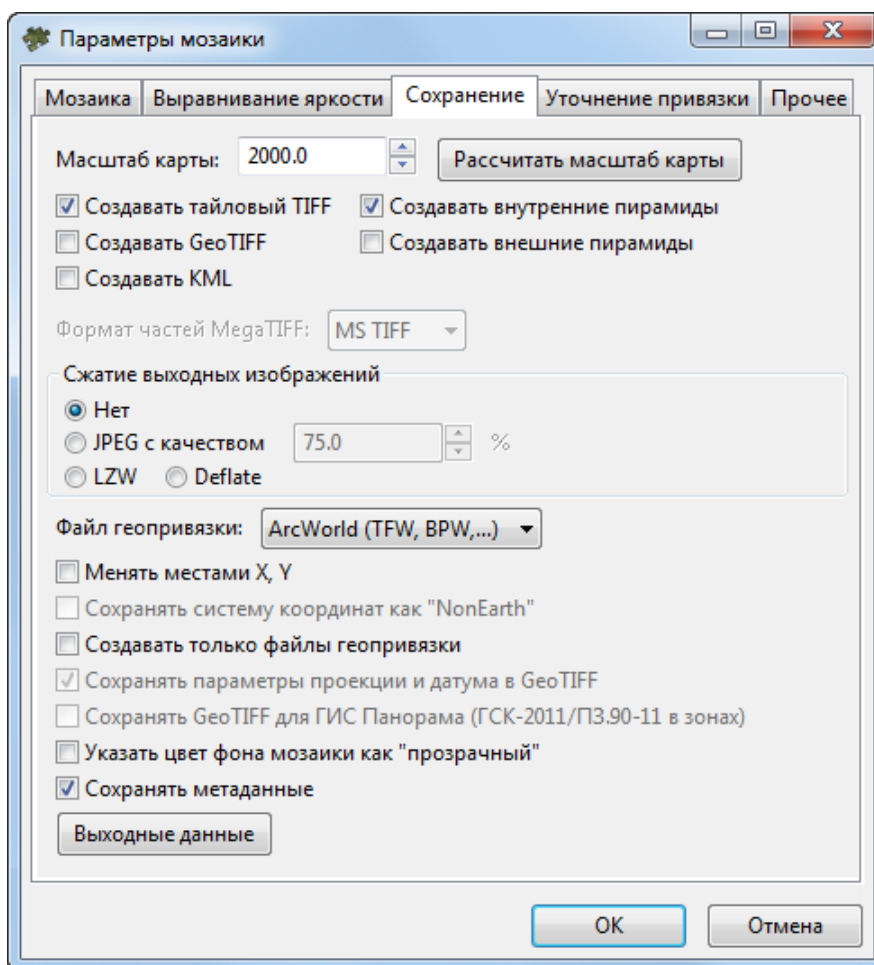 Параметры мозаики
Мозаика Выравнивание яркости Сохранение Уточнение привязки Прочее
Масштаб карты: 2000.0 Рассчитать масштаб карты
Создавать тайловый TIFF Создавать внутренние пирамиды
Создавать GeoTIFF Создавать внешние пирамиды
Создавать KML
Формат частей MegaTIFF: MS TIFF
Сжатие выходных изображений
Нет
JPEG с качеством 75.0 %
LZW Deflate
Файл геопривязки: ArcWorld (TFW, BPW,...)
Менять местами X, Y
Сохранять систему координат как "NonEarth"
Создавать только файлы геопривязки
Сохранять параметры проекции и датума в GeoTIFF
Сохранять GeoTIFF для ГИС Панорама (ГСК-2011/ПЗ.90-11 в зонах)
Указать цвет фона мозаики как "прозрачный"
Сохранять метаданные
Выходные данные
OK Отмена